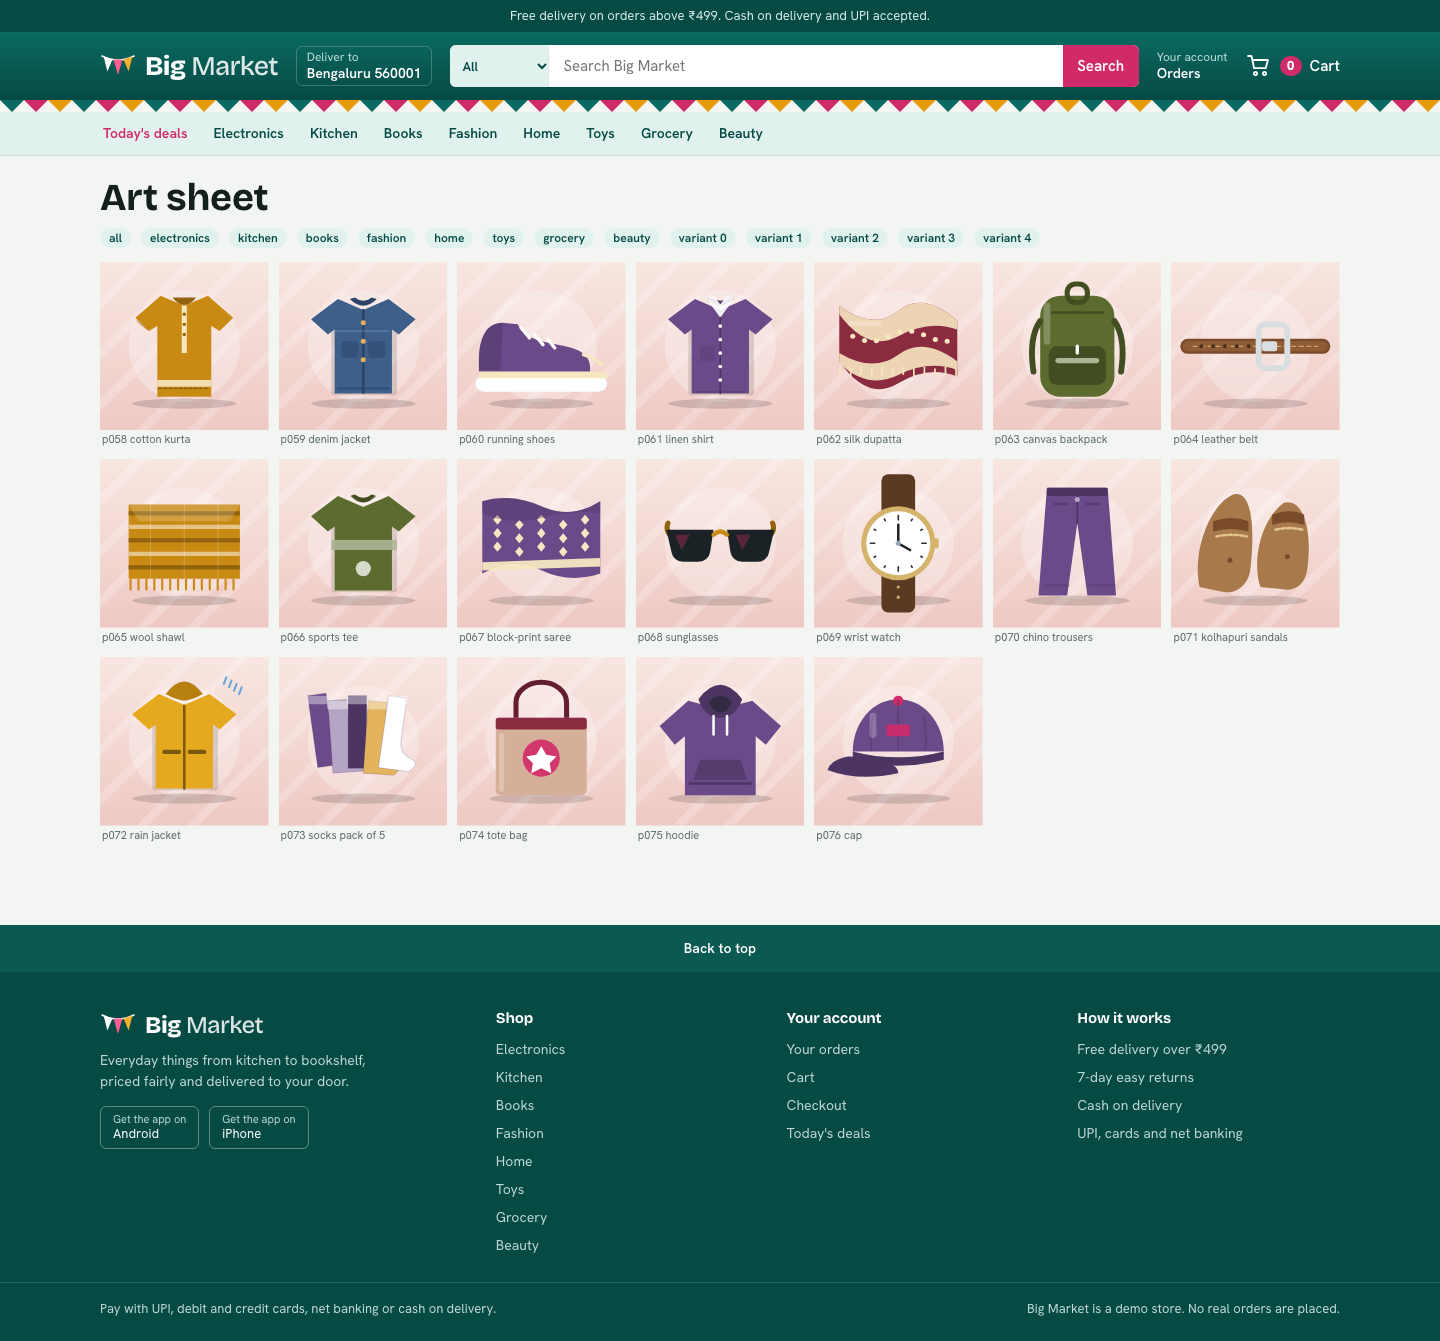 Free delivery on orders above ₹499. Cash on delivery and UPI accepted.
Big Market
Deliver to
Bengaluru 560001
All
Search Big Market
Search
Your account
Orders
0
Cart
Today's deals Electronics Kitchen Books Fashion Home Toys Grocery Beauty
Art sheet
all electronics kitchen books fashion home toys grocery beauty variant 0 variant 1 variant 2 variant 3 variant 4
p058 cotton kurta p059 denim jacket p060 running shoes p061 linen shirt p062 silk dupatta p063 canvas backpack p064 leather belt
p065 wool shawl p066 sports tee p067 block-print saree p068 sunglasses p069 wrist watch p070 chino trousers p071 kolhapuri sandals
p072 rain jacket p073 socks pack of 5 p074 tote bag p075 hoodie p076 cap
Back to top
Big Market
Everyday things from kitchen to bookshelf,
priced fairly and delivered to your door.
Get the app on
Android
Get the app on
iPhone
Shop
Electronics
Kitchen
Books
Fashion
Home
Toys
Grocery
Beauty
Your account
Your orders
Cart
Checkout
Today's deals
How it works
Free delivery over ₹499
7-day easy returns
Cash on delivery
UPI, cards and net banking
Pay with UPI, debit and credit cards, net banking or cash on delivery.
Big Market is a demo store. No real orders are placed.